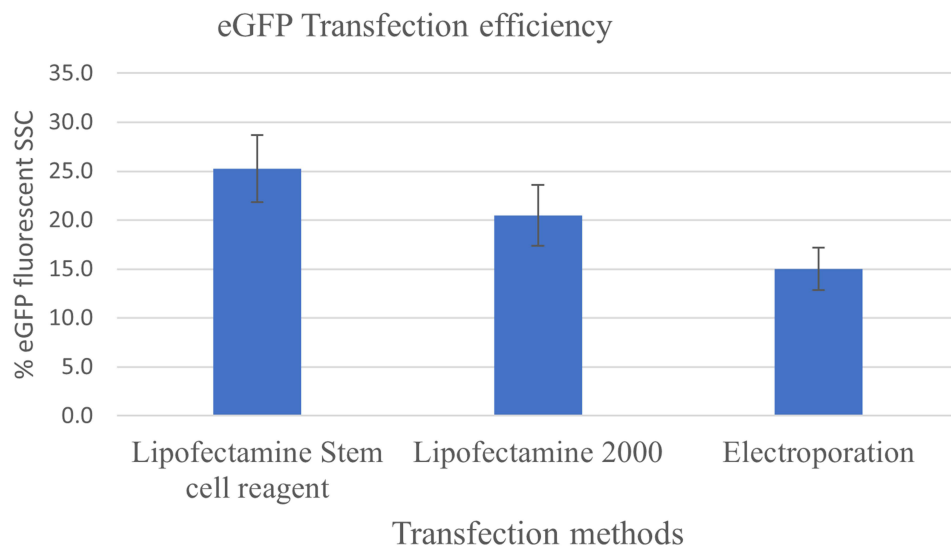 eGFP Transfection efficiency
35.0
30.0
25.0
20.0
15.0
10.0
5.0
0.0
% eGFP fluorescent SSC
Lipofectamine Stem
cell reagent
Lipofectamine 2000
Electroporation
Transfection methods